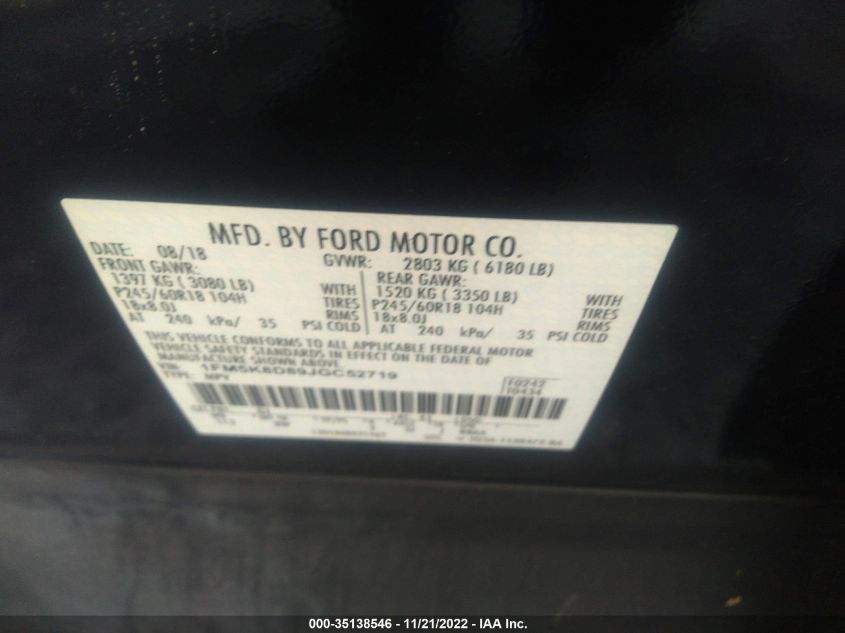 MFD. BY FORD MOTOR CO.
DATE: 08/18 GVWR: 2803 KG ( 6180 LB)
FRONT GAWR: REAR GAWR:
1397 KG ( 3080 LB) WITH 1520 KG ( 3350 LB) WITH
P245/60R18 104H TIRES P245/60R18 104H TIRES
18x8.0J RIMS 18x8.0J RIMS
AT 240 kPa/ 35 PSI COLD AT 240 kPa/ 35 PSI COLD
THIS VEHICLE CONFORMS TO ALL APPLICABLE FEDERAL MOTOR
VEHICLE SAFETY STANDARDS IN EFFECT ON THE DATE OF
MANUFACTURE SHOWN ABOVE.
VIN: 1FM5K8D89JGC52719
TYPE: MPV
F0242
T0434
000-35138546 - 11/21/2022 - IAA Inc.